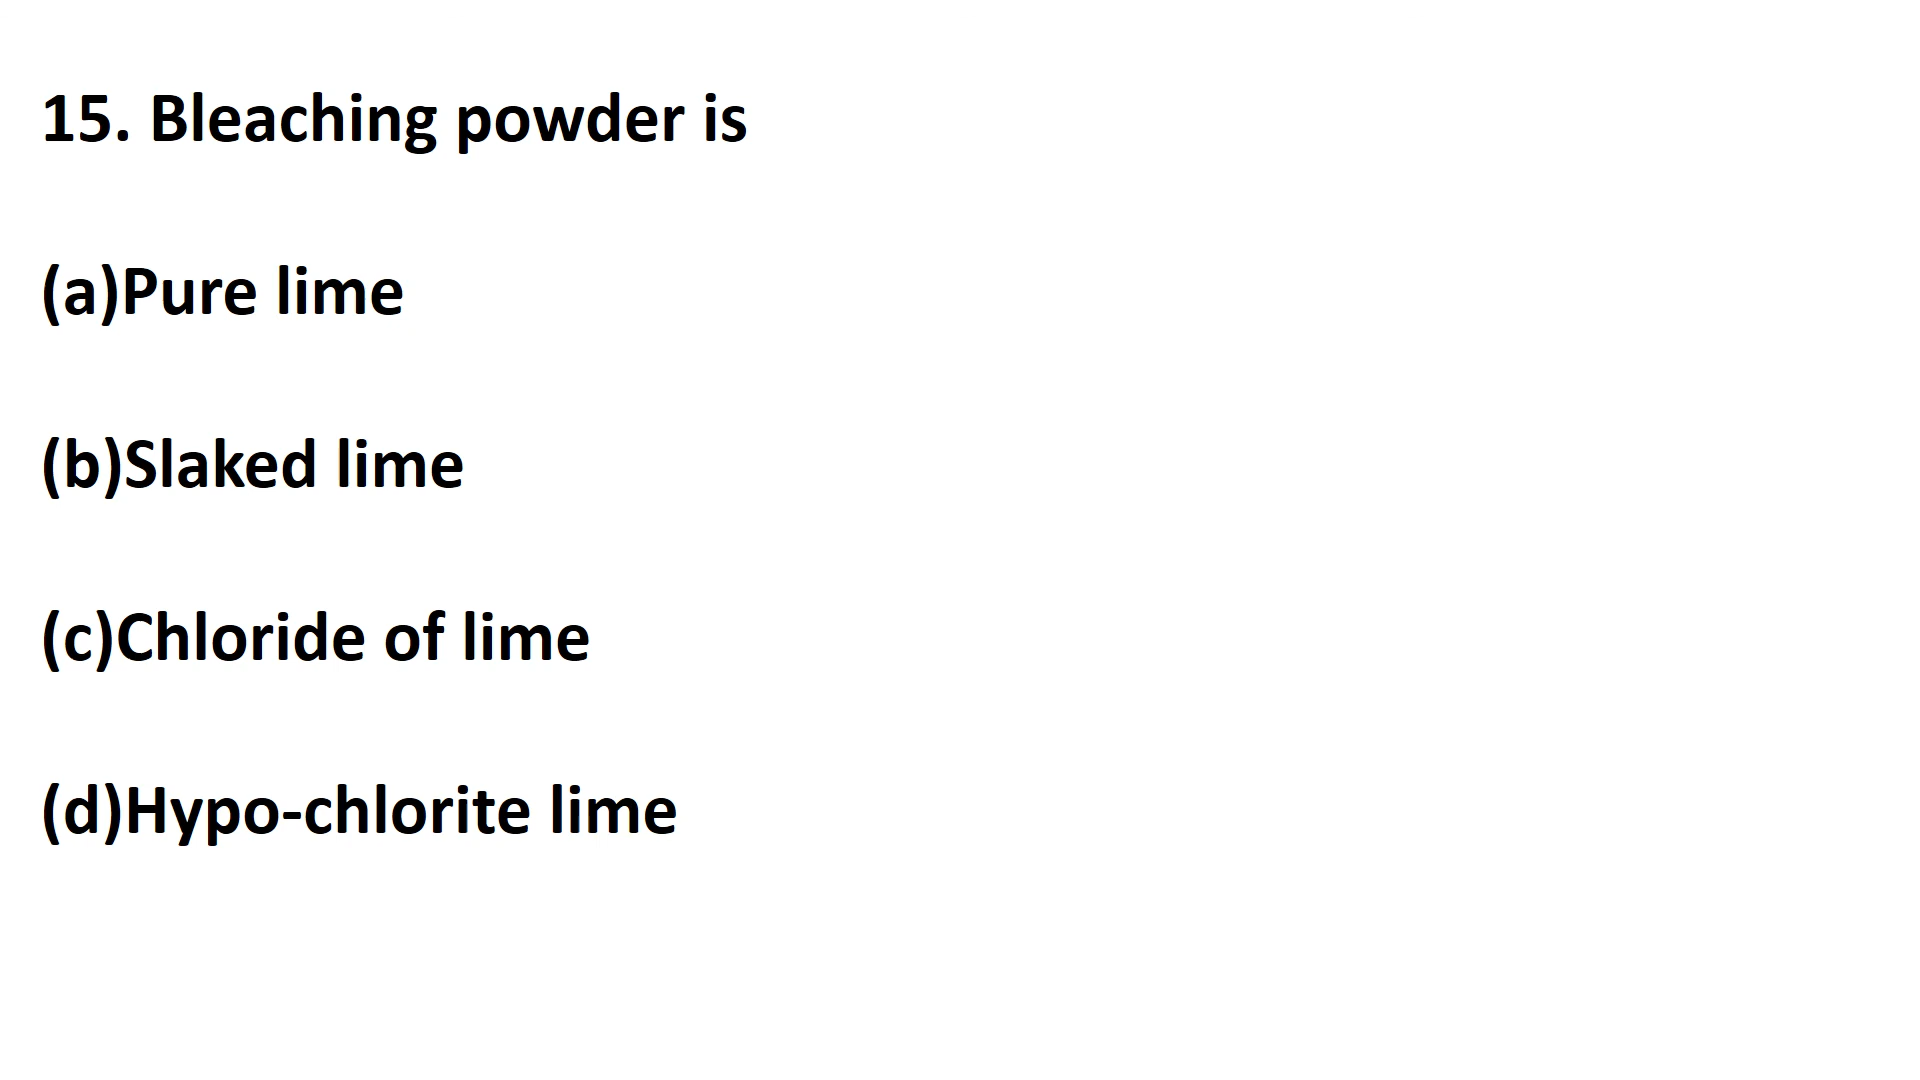 15. Bleaching powder is
(a)Pure lime
(b)Slaked lime
(c)Chloride of lime
(d)Hypo-chlorite lime